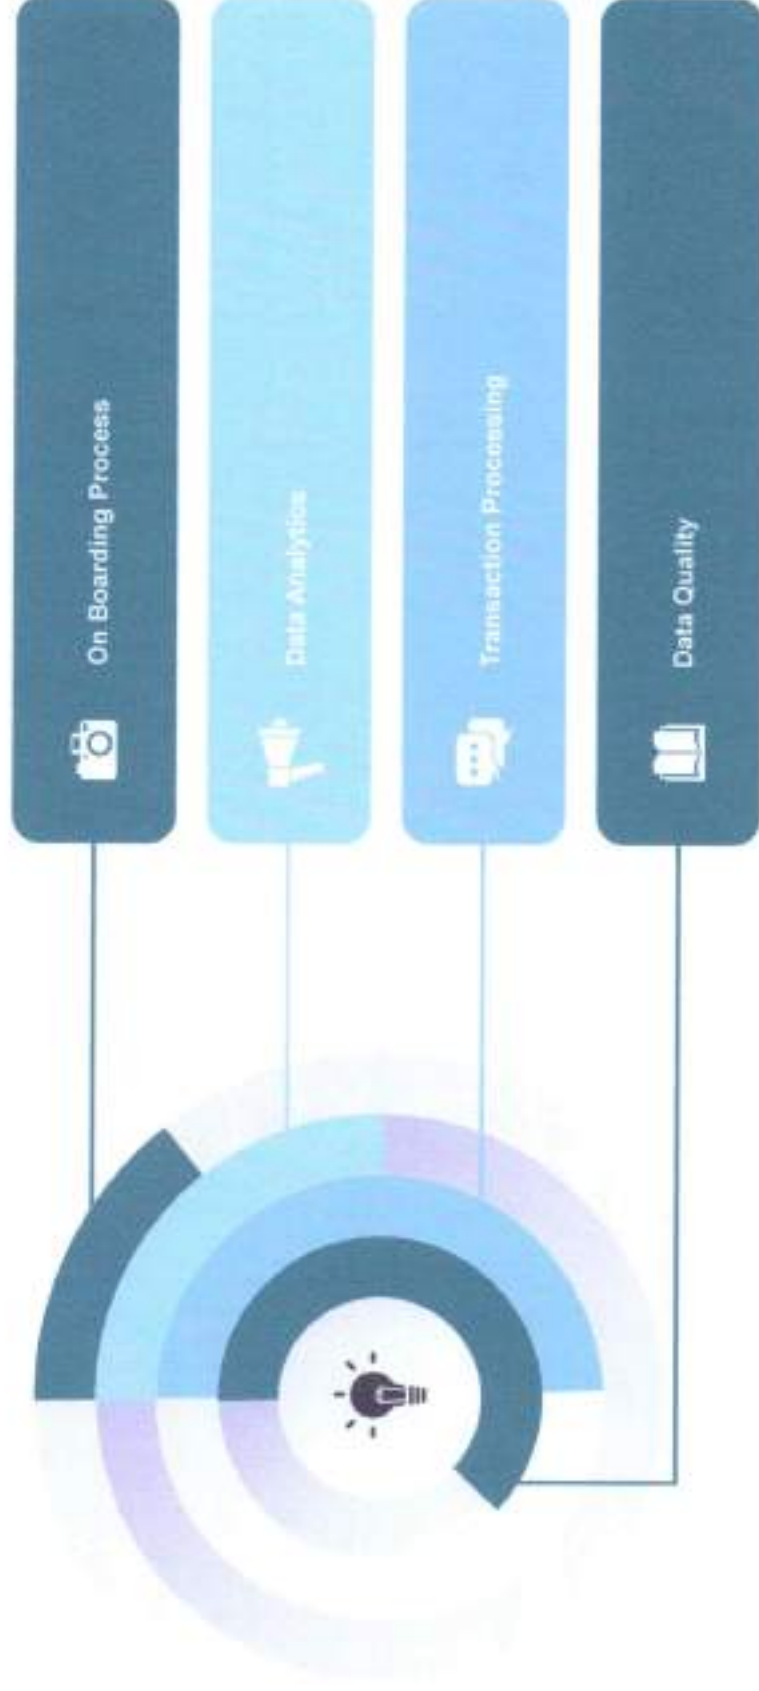 On Boarding Process
Data Analytics
Transaction Processing
Data Quality